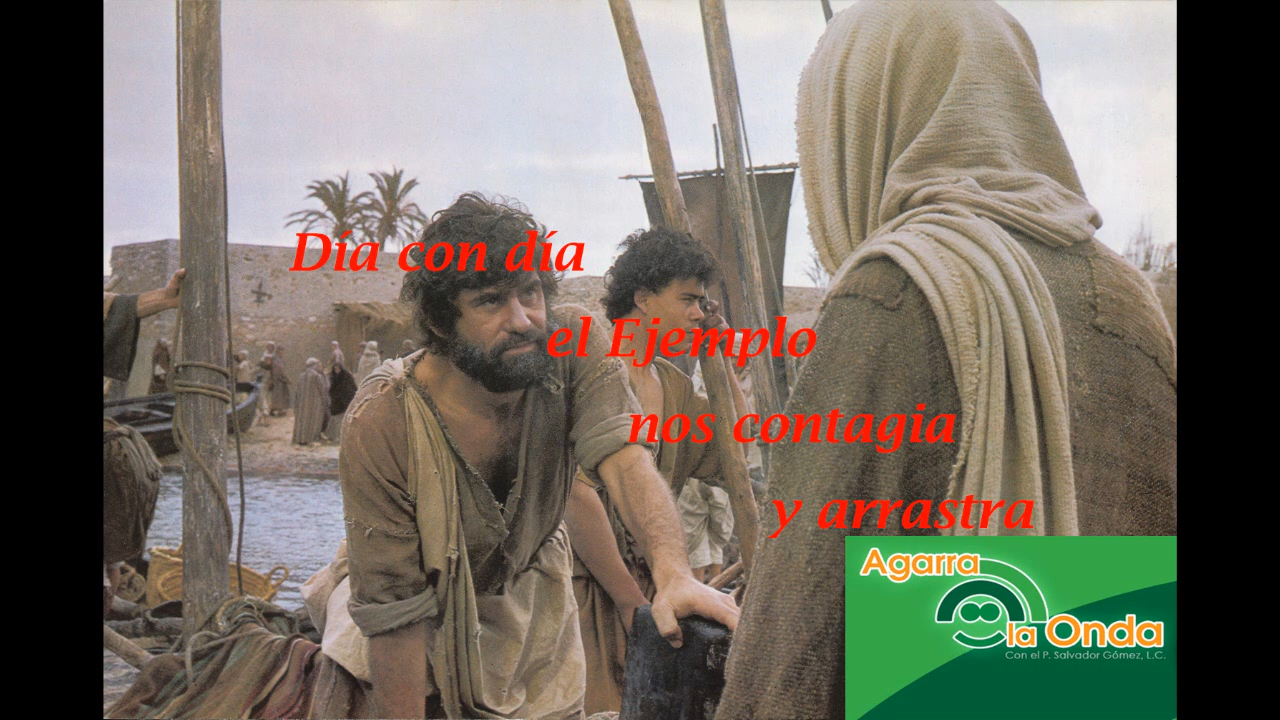 Día con día
el Ejemplo
nos contagia
y arrastra
Agarra
la Onda
Con el P. Salvador Gómez, L.C.